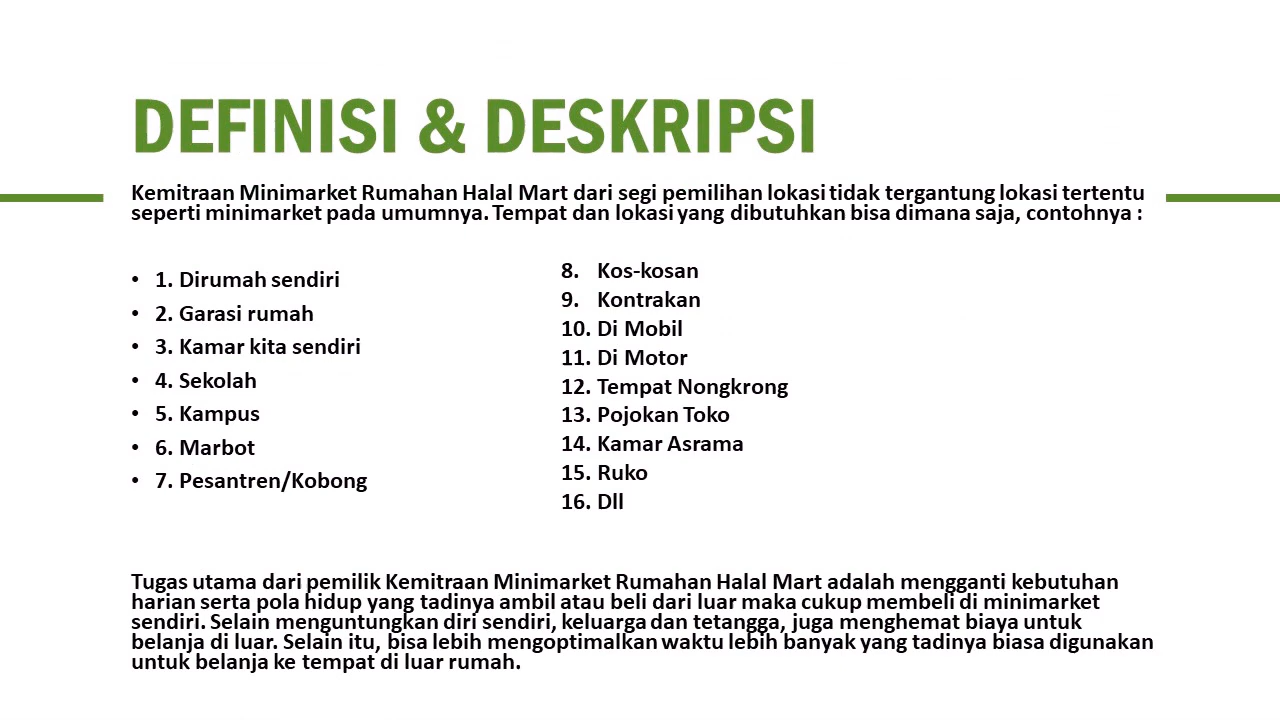 DEFINISI & DESKRIPSI
Kemitraan Minimarket Rumahan Halal Mart dari segi pemilihan lokasi tidak tergantung lokasi tertentu
seperti minimarket pada umumnya. Tempat dan lokasi yang dibutuhkan bisa dimana saja, contohnya :
• 1. Dirumah sendiri
• 2. Garasi rumah
• 3. Kamar kita sendiri
• 4. Sekolah
• 5. Kampus
• 6. Marbot
• 7. Pesantren/Kobong
8. Kos-kosan
9. Kontrakan
10. Di Mobil
11. Di Motor
12. Tempat Nongkrong
13. Pojokan Toko
14. Kamar Asrama
15. Ruko
16. Dll
Tugas utama dari pemilik Kemitraan Minimarket Rumahan Halal Mart adalah mengganti kebutuhan
harian serta pola hidup yang tadinya ambil atau beli dari luar maka cukup membeli di minimarket
sendiri. Selain menguntungkan diri sendiri, keluarga dan tetangga, juga menghemat biaya untuk
belanja di luar. Selain itu, bisa lebih mengoptimalkan waktu lebih banyak yang tadinya biasa digunakan
untuk belanja ke tempat di luar rumah.